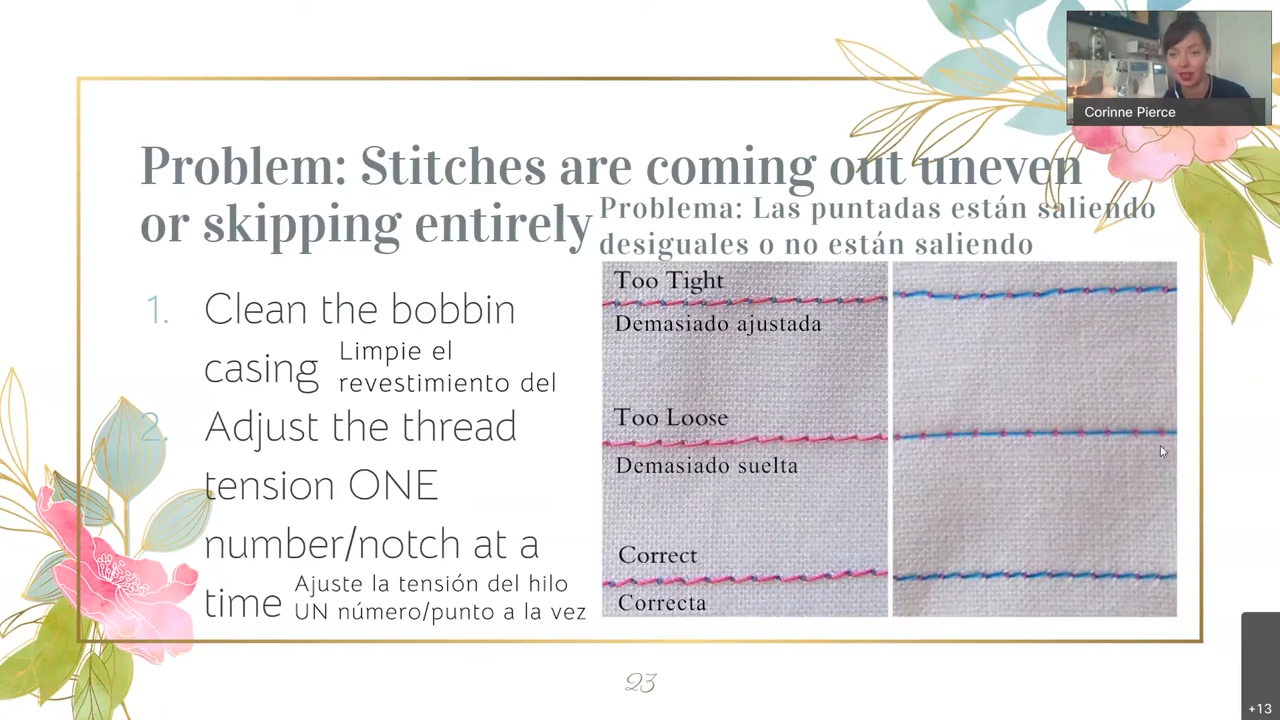 Corinne Pierce
Problem: Stitches are coming out uneven
or skipping entirely
Problema: Las puntadas están saliendo
desiguales o no están saliendo
1. Clean the bobbin
casing
Limpie el
revestimiento del
2. Adjust the thread
tension ONE
number/notch at a
time
Ajuste la tensión del hilo
UN número/punto a la vez
Too Tight
Demasiado ajustada
Too Loose
Demasiado suelta
Correct
Correcta
23
+13